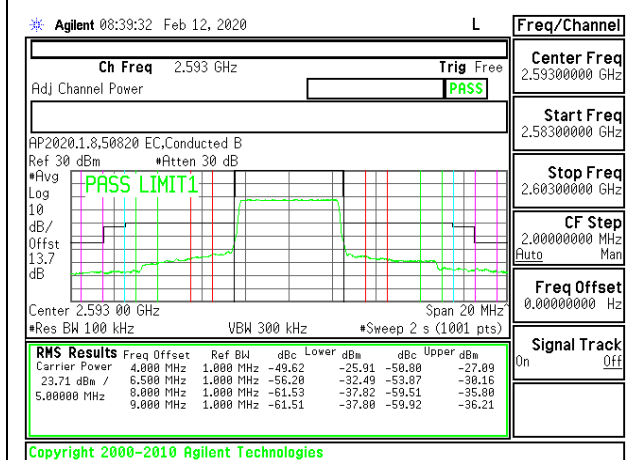 Agilent 08:39:32 Feb 12, 2020 L Freq/Channel
Ch Freq 2.593 GHz Trig Free
Adj Channel Power PASS
Center Freq
2.59300000 GHz
Start Freq
2.58300000 GHz
AP2020.1.8,50820 EC,Conducted B
Ref 30 dBm #Atten 30 dB
#Avg
Log
10
dB/
Offst
13.7
dB
PASS LIMIT1
Stop Freq
2.60300000 GHz
CF Step
2.00000000 MHz
Auto Man
Freq Offset
0.00000000 Hz
Center 2.593 00 GHz Span 20 MHz^
#Res BW 100 kHz VBW 300 kHz #Sweep 2 s (1001 pts)
Signal Track
On Off
RMS Results Freq Offset Ref BW dBc Lower dBm dBc Upper dBm
Carrier Power 4.000 MHz 1.000 MHz -49.62 -25.91 -50.80 -27.09
23.71 dBm / 6.500 MHz 1.000 MHz -56.20 -32.49 -53.87 -30.16
5.00000 MHz 8.000 MHz 1.000 MHz -61.53 -37.82 -59.51 -35.80
9.000 MHz 1.000 MHz -61.51 -37.80 -59.92 -36.21
Copyright 2000-2010 Agilent Technologies